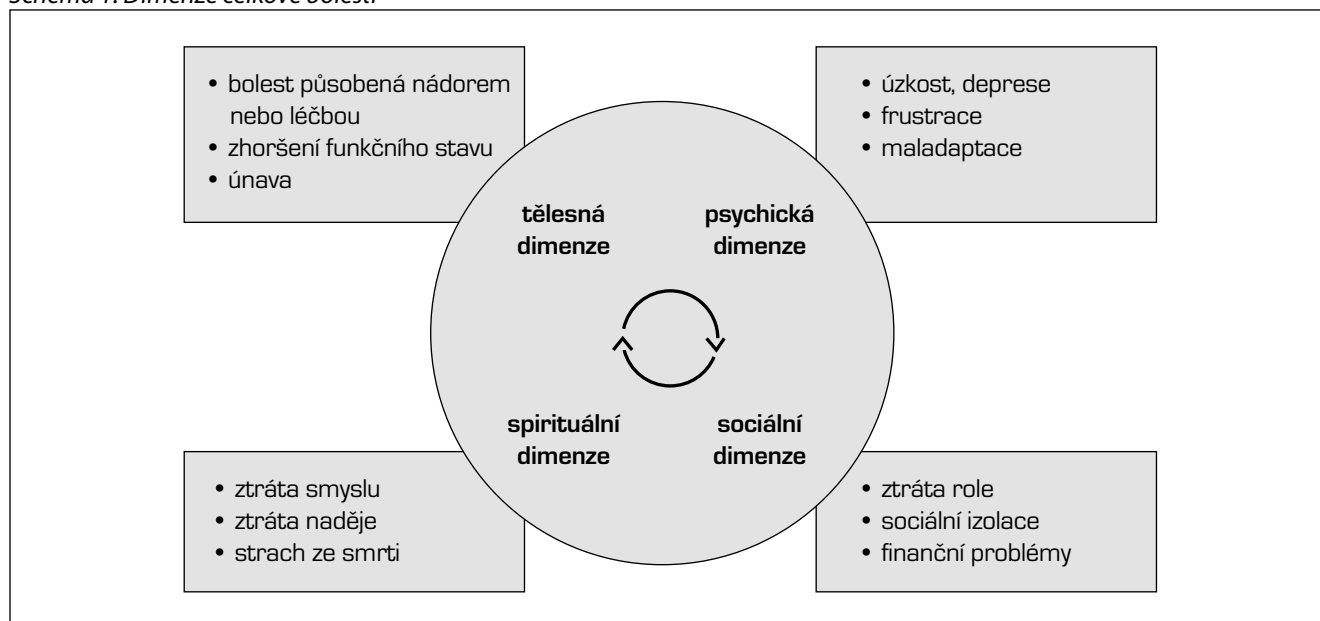 Schéma 1. Dimenze celkové bolesti
• bolest působená nádorem
nebo léčbou
• zhoršení funkčního stavu
• únava
• úzkost, deprese
• frustrace
• maladaptace
tělesná
dimenze
psychická
dimenze
spirituální
dimenze
sociální
dimenze
• ztráta smyslu
• ztráta naděje
• strach ze smrti
• ztráta role
• sociální izolace
• finanční problémy